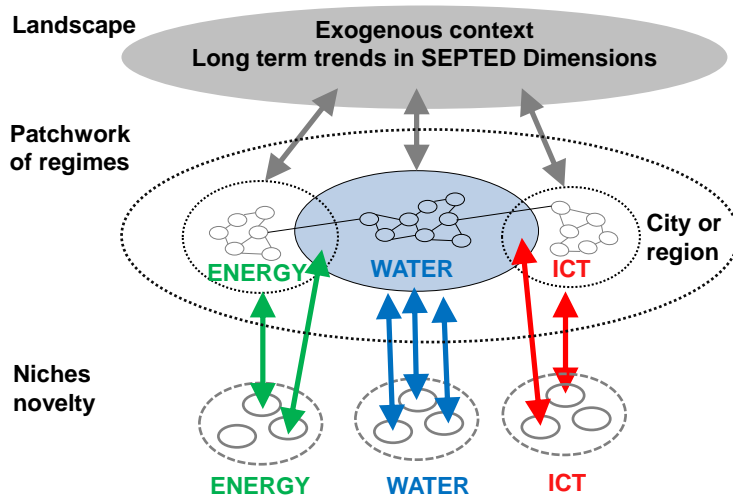 Landscape
Exogenous context
Long term trends in SEPTED Dimensions
Patchwork
of regimes
City or
region
ENERGY
WATER
ICT
Niches
novelty
ENERGY
WATER
ICT